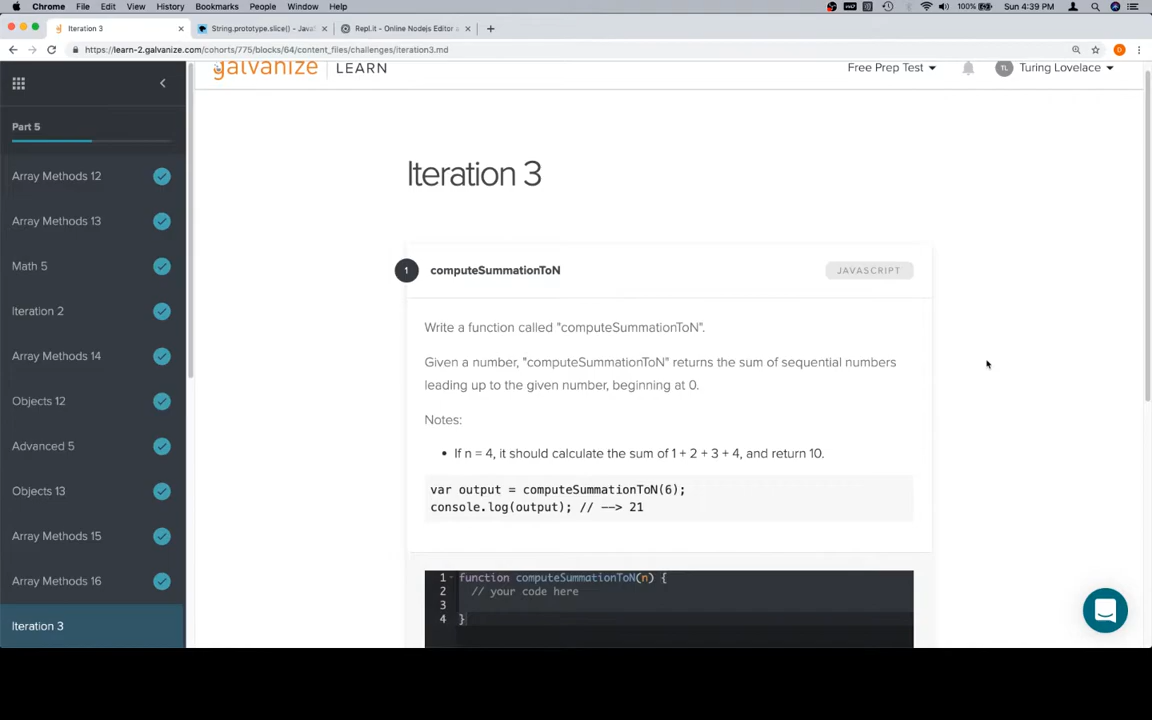 Chrome File Edit View History Bookmarks People Window Help
100% Sun 4:39 PM
Iteration 3
String.prototype.slice() - Java
Repl.it - Online Nodejs Editor a
https://learn-2.galvanize.com/cohorts/775/blocks/64/content_files/challenges/iteration3.md
galvanize LEARN
Free Prep Test
TL Turing Lovelace
Part 5
Array Methods 12
Array Methods 13
Math 5
Iteration 2
Array Methods 14
Objects 12
Advanced 5
Objects 13
Array Methods 15
Array Methods 16
Iteration 3
Iteration 3
1 computeSummationToN
JAVASCRIPT
Write a function called "computeSummationToN".
Given a number, "computeSummationToN" returns the sum of sequential numbers
leading up to the given number, beginning at 0.
Notes:
• If n = 4, it should calculate the sum of 1 + 2 + 3 + 4, and return 10.
var output = computeSummationToN(6);
console.log(output); // --> 21
1 function computeSummationToN(n) {
2 // your code here
3
4 }